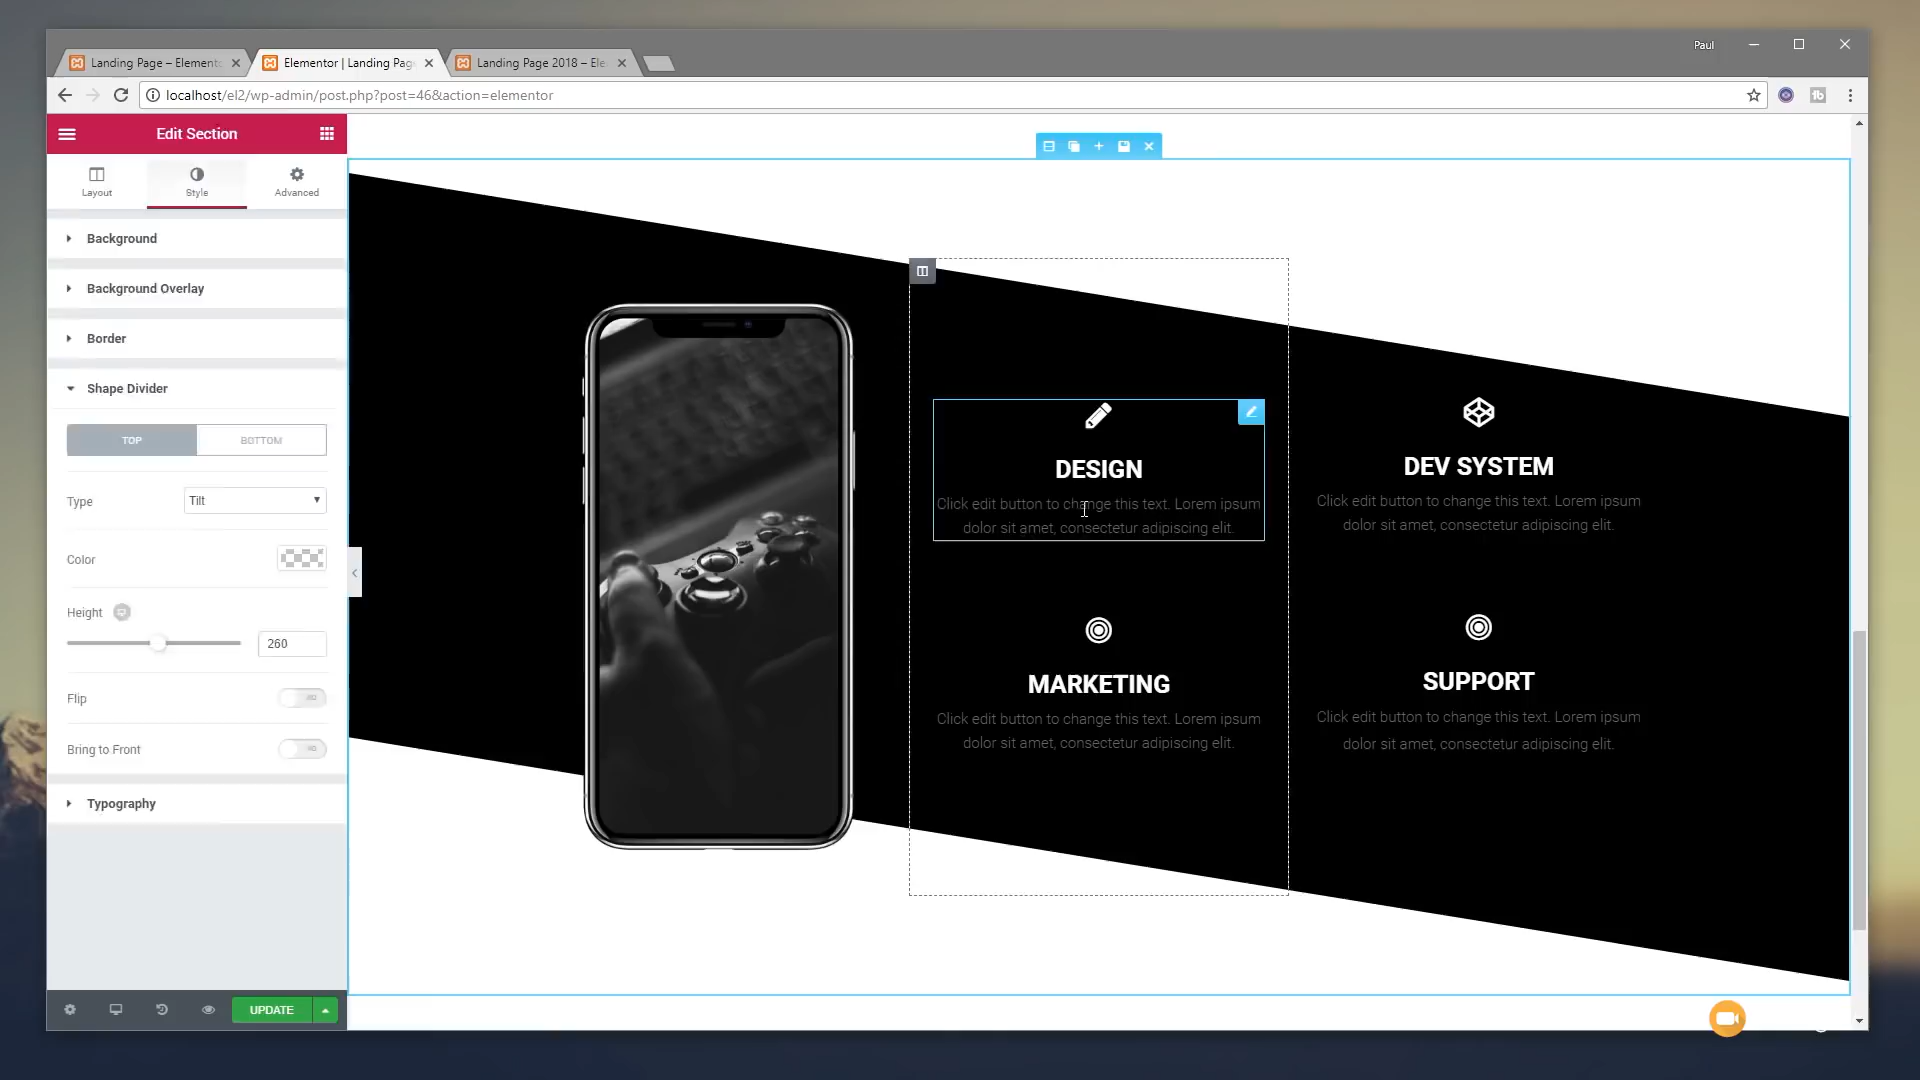 Paul
Landing Page – Elemento
Elementor | Landing Pag
Landing Page 2018 – Ele
localhost/el2/wp-admin/post.php?post=46&action=elementor
Edit Section
Layout
Style
Advanced
Background
Background Overlay
Border
Shape Divider
TOP
BOTTOM
Type
Tilt
Color
Height
260
Flip
NO
Bring to Front
NO
Typography
UPDATE
DESIGN
Click edit button to change this text. Lorem ipsum
dolor sit amet, consectetur adipiscing elit.
DEV SYSTEM
Click edit button to change this text. Lorem ipsum
dolor sit amet, consectetur adipiscing elit.
MARKETING
Click edit button to change this text. Lorem ipsum
dolor sit amet, consectetur adipiscing elit.
SUPPORT
Click edit button to change this text. Lorem ipsum
dolor sit amet, consectetur adipiscing elit.